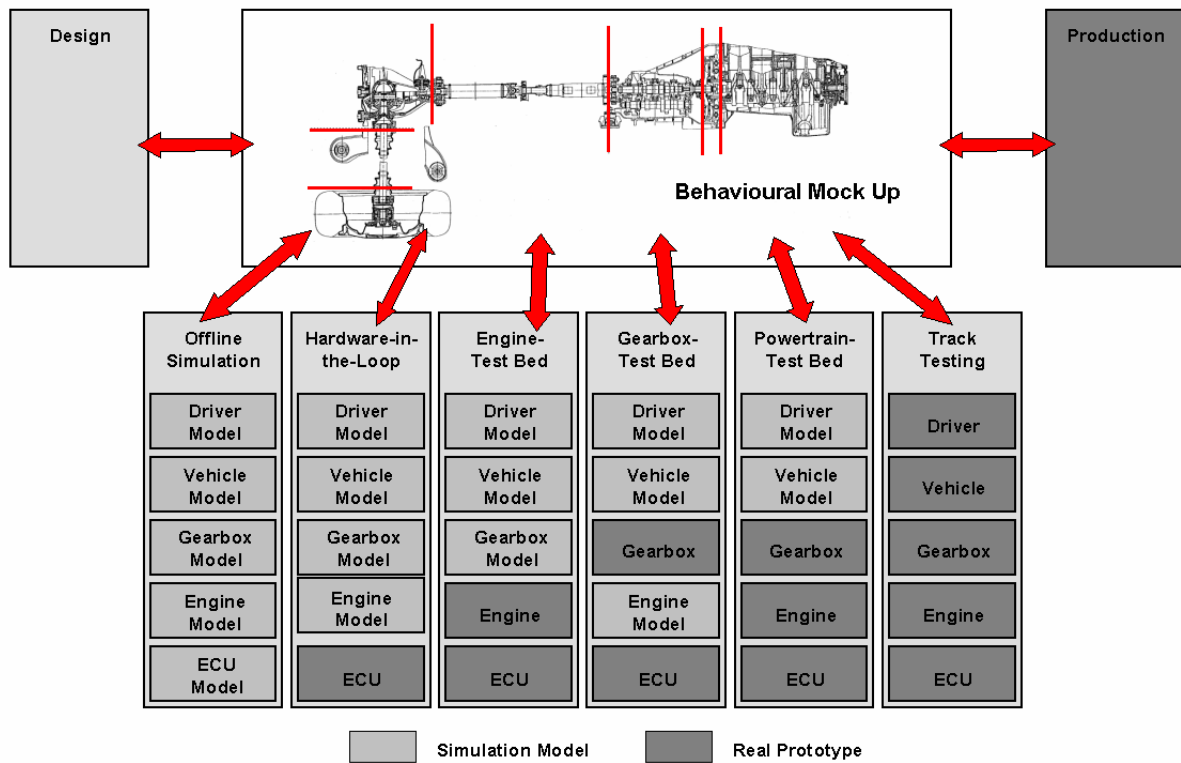 Design
Production
Behavioural Mock Up
Offline
Simulation
Driver
Model
Vehicle
Model
Gearbox
Model
Engine
Model
ECU
Model
Hardware-in-
the-Loop
Driver
Model
Vehicle
Model
Gearbox
Model
Engine
Model
ECU
Engine-
Test Bed
Driver
Model
Vehicle
Model
Gearbox
Model
Engine
ECU
Gearbox-
Test Bed
Driver
Model
Vehicle
Model
Gearbox
Engine
Model
ECU
Powertrain-
Test Bed
Driver
Model
Vehicle
Model
Gearbox
Engine
ECU
Track
Testing
Driver
Vehicle
Gearbox
Engine
ECU
Simulation Model
Real Prototype